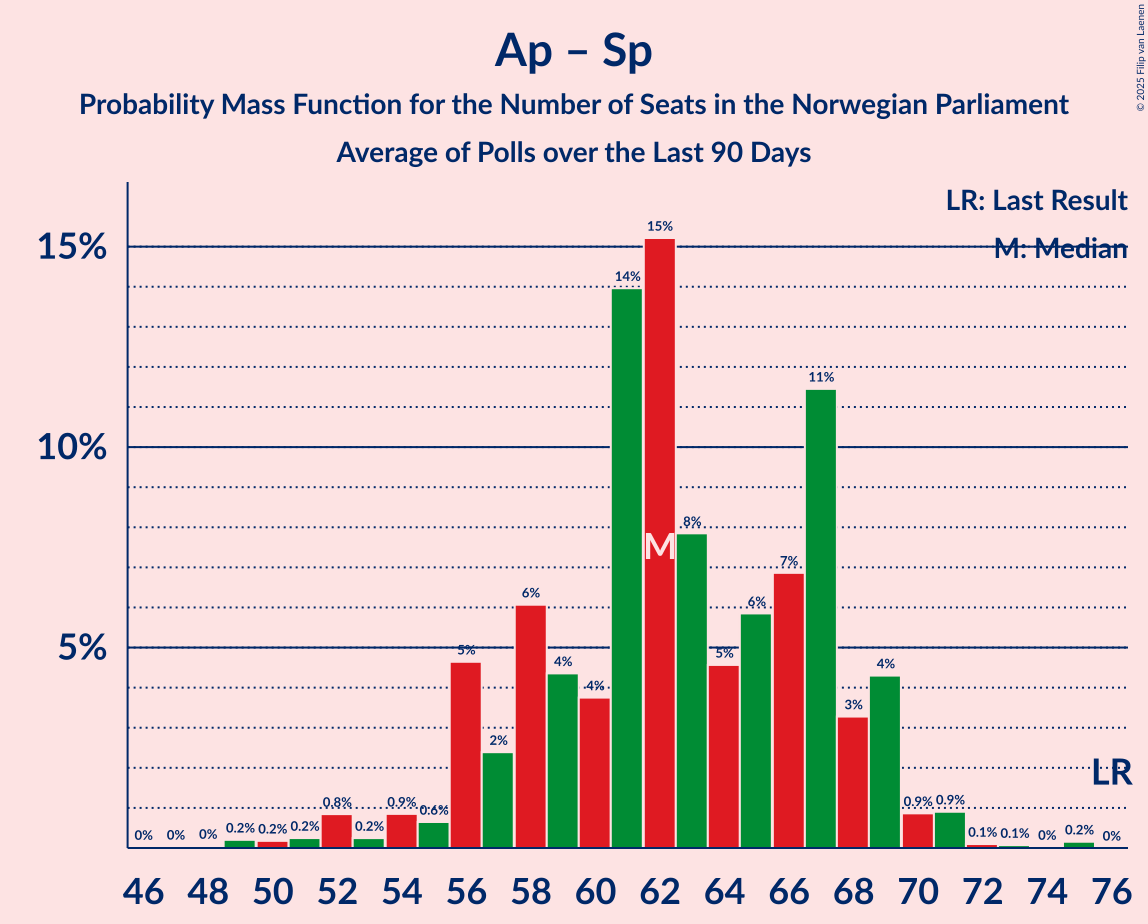 Ap – Sp
Probability Mass Function for the Number of Seats in the Norwegian Parliament
Average of Polls over the Last 90 Days
© 2025 Filip van Laenen
LR: Last Result
M: Median
15%
10%
5%
0% 0% 0% 0.2% 0.2% 0.2% 0.8% 0.2% 0.9% 0.6% 5% 2% 6% 4% 4% 14% 15% 8% 5% 6% 7% 11% 3% 4% 0.9% 0.9% 0.1% 0.1% 0% 0.2% 0%
M
LR
46 48 50 52 54 56 58 60 62 64 66 68 70 72 74 76